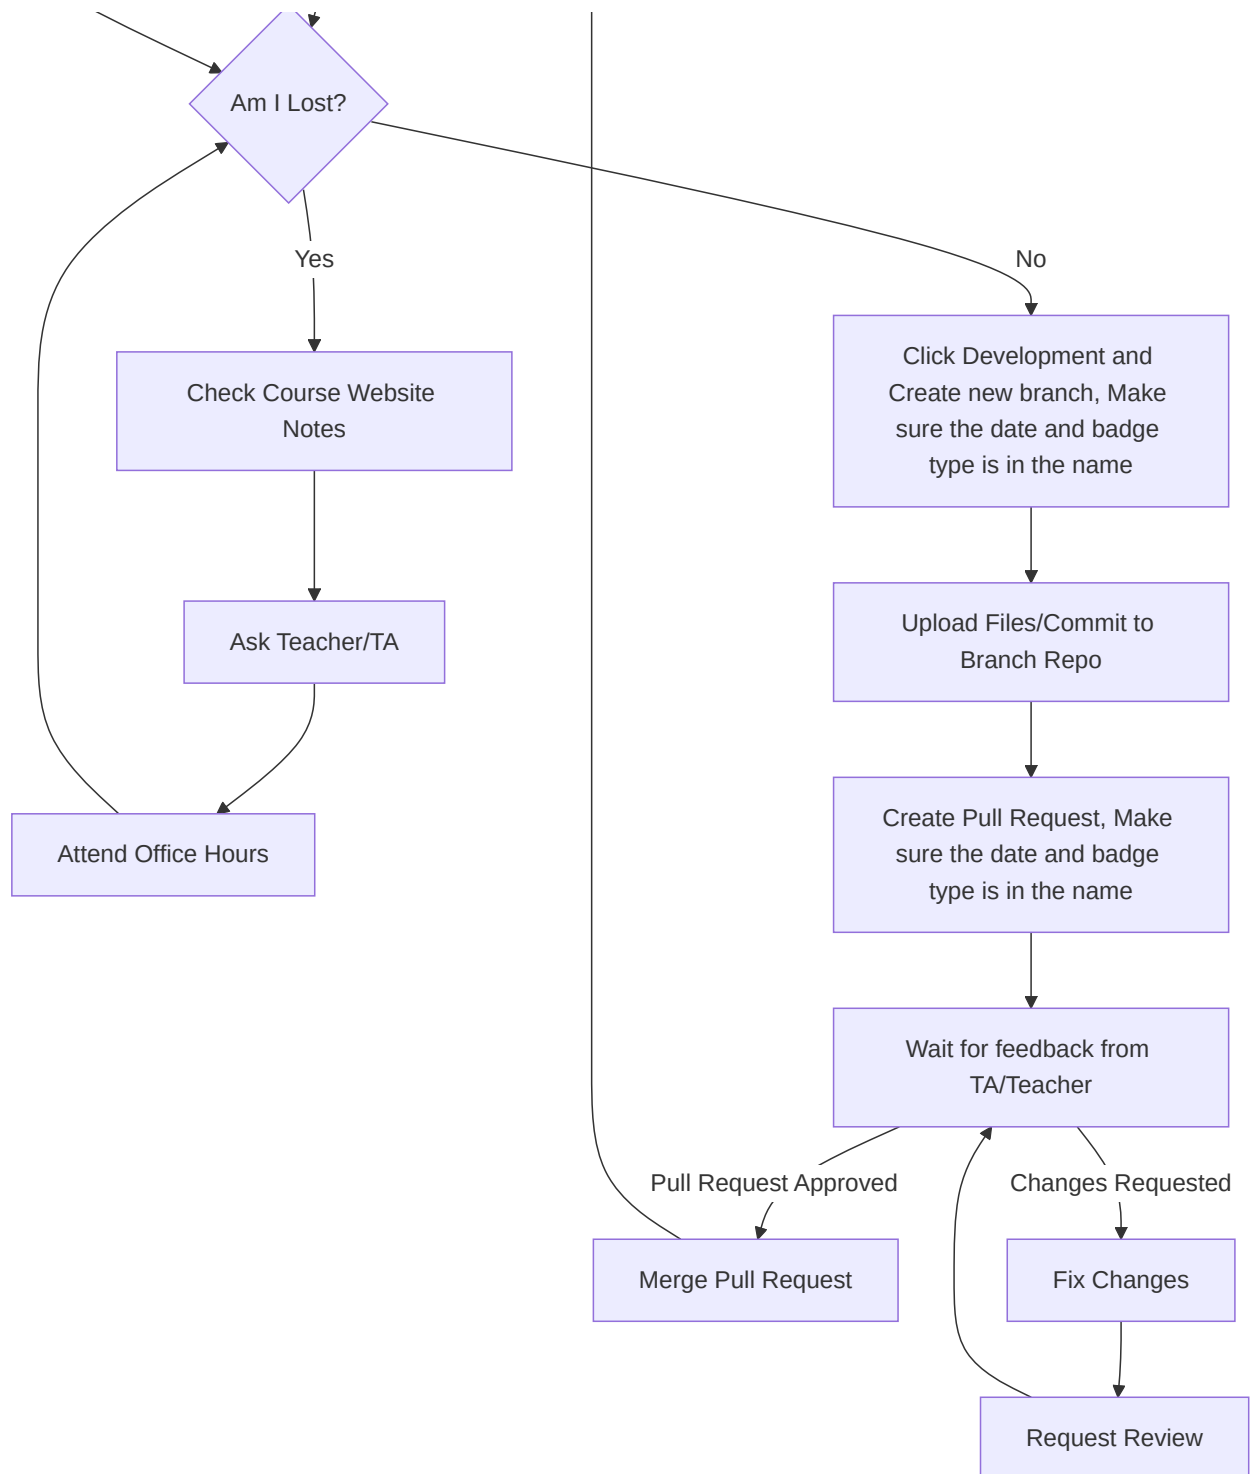 Am I Lost?
Yes
No
Check Course Website
Notes
Click Development and
Create new branch, Make
sure the date and badge
type is in the name
Ask Teacher/TA
Upload Files/Commit to
Branch Repo
Attend Office Hours
Create Pull Request, Make
sure the date and badge
type is in the name
Wait for feedback from
TA/Teacher
Pull Request Approved
Changes Requested
Merge Pull Request
Fix Changes
Request Review